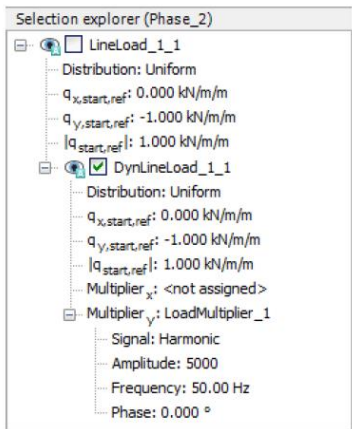 Selection explorer (Phase_2)
LineLoad_1_1
Distribution: Uniform
qx,start,ref: 0.000 kN/m/m
qy,start,ref: -1.000 kN/m/m
|qstart,ref|: 1.000 kN/m/m
DynLineLoad_1_1
Distribution: Uniform
qx,start,ref: 0.000 kN/m/m
qy,start,ref: -1.000 kN/m/m
|qstart,ref|: 1.000 kN/m/m
Multiplierx: <not assigned>
Multipliery: LoadMultiplier_1
Signal: Harmonic
Amplitude: 5000
Frequency: 50.00 Hz
Phase: 0.000 °